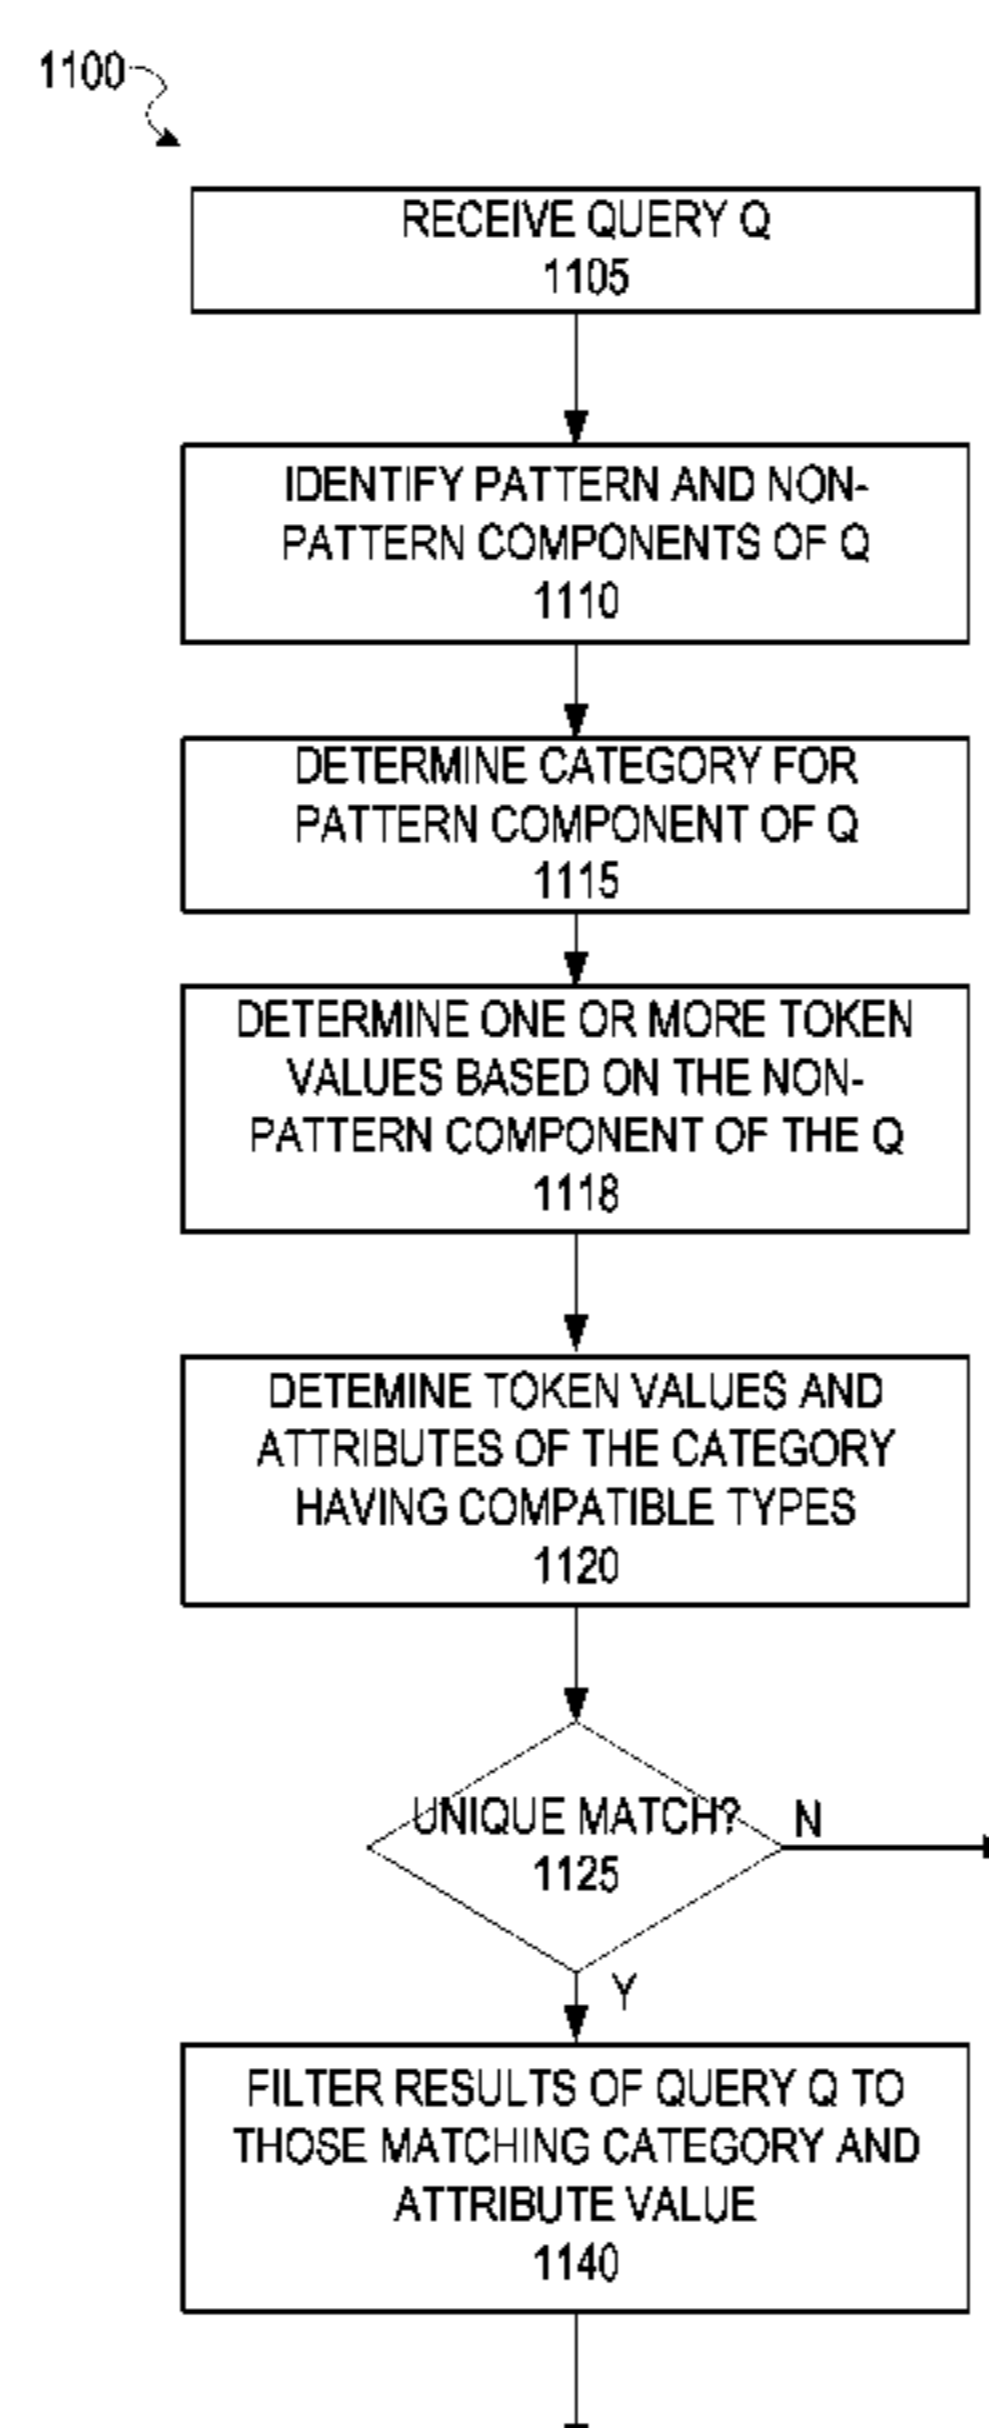 1100
RECEIVE QUERY Q
1105
IDENTIFY PATTERN AND NON-
PATTERN COMPONENTS OF Q
1110
DETERMINE CATEGORY FOR
PATTERN COMPONENT OF Q
1115
DETERMINE ONE OR MORE TOKEN
VALUES BASED ON THE NON-
PATTERN COMPONENT OF THE Q
1118
DETEMINE TOKEN VALUES AND
ATTRIBUTES OF THE CATEGORY
HAVING COMPATIBLE TYPES
1120
UNIQUE MATCH?
1125
N
Y
FILTER RESULTS OF QUERY Q TO
THOSE MATCHING CATEGORY AND
ATTRIBUTE VALUE
1140